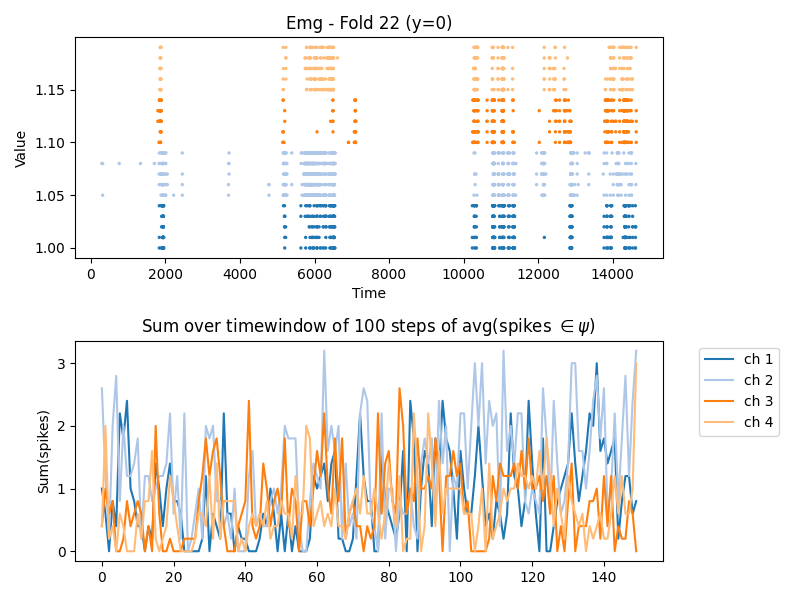 Emg - Fold 22 (y=0)
Value
1.15
1.10
1.05
1.00
0 2000 4000 6000 8000 10000 12000 14000
Time
Sum over timewindow of 100 steps of avg(spikes ∈ψ)
Sum(spikes)
3
2
1
0
0 20 40 60 80 100 120 140
ch 1
ch 2
ch 3
ch 4